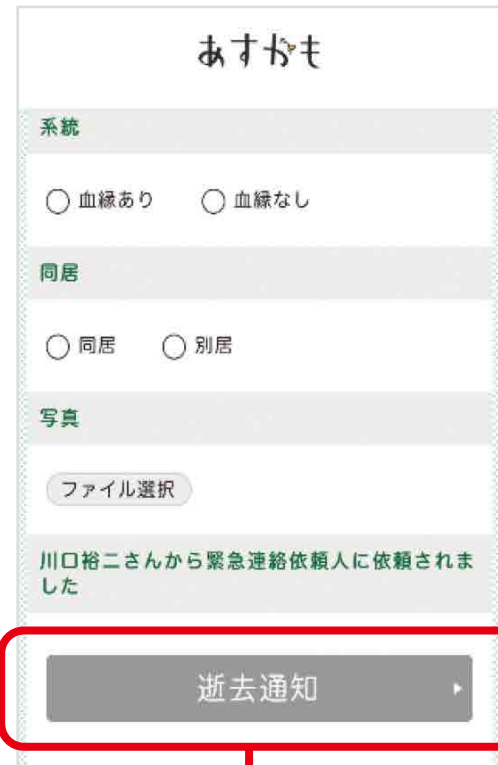 あすかも
系統
血縁あり 血縁なし
同居
同居 別居
写真
ファイル選択
川口裕二さんから緊急連絡依頼人に依頼されま
した
逝去通知